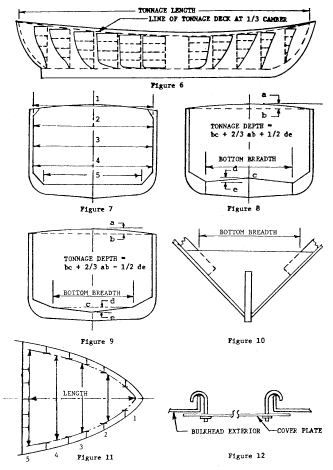 TONNAGE LENGTH
LINE OF TONNAGE DECK AT 1/3 CAMBER
Figure 6
1
2
3
4
5
Figure 7
a
b
TONNAGE DEPTH =
bc + 2/3 ab + 1/2 de
BOTTOM BREADTH
d
c
e
Figure 8
a
b
TONNAGE DEPTH =
bc + 2/3 ab - 1/2 de
BOTTOM BREADTH
c
d
e
Figure 9
BOTTOM BREADTH
Figure 10
LENGTH
5
4
3
2
1
Figure 11
BULKHEAD EXTERIOR
COVER PLATE
Figure 12